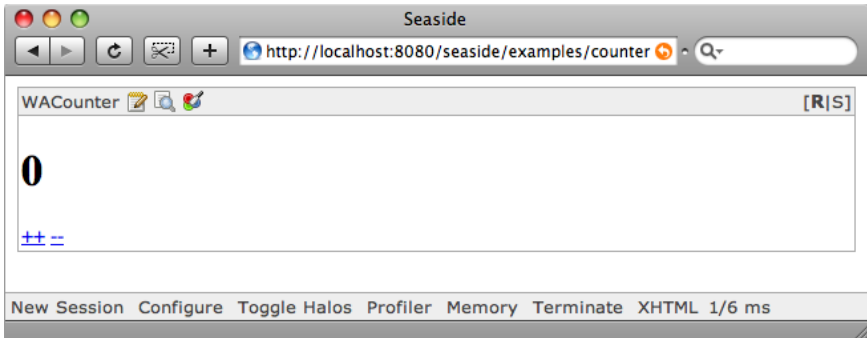 Seaside
http://localhost:8080/seaside/examples/counter
WACounter [R|S]
0
++ --
New Session Configure Toggle Halos Profiler Memory Terminate XHTML 1/6 ms